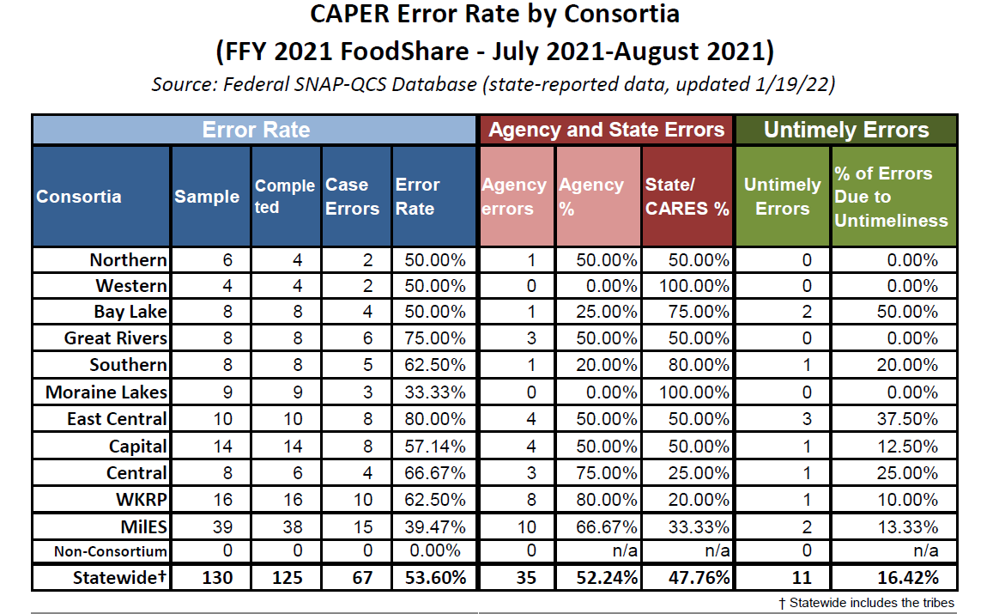 CAPER Error Rate by Consortia
(FFY 2021 FoodShare - July 2021-August 2021)
Source: Federal SNAP-QCS Database (state-reported data, updated 1/19/22)
Error Rate Agency and State Errors Untimely Errors
Consortia Sample Comple ted Case Errors Error Rate Agency errors Agency % State/ CARES % Untimely Errors % of Errors Due to Untimeliness
Northern 6 4 2 50.00% 1 50.00% 50.00% 0 0.00%
Western 4 4 2 50.00% 0 0.00% 100.00% 0 0.00%
Bay Lake 8 8 4 50.00% 1 25.00% 75.00% 2 50.00%
Great Rivers 8 8 6 75.00% 3 50.00% 50.00% 0 0.00%
Southern 8 8 5 62.50% 1 20.00% 80.00% 1 20.00%
Moraine Lakes 9 9 3 33.33% 0 0.00% 100.00% 0 0.00%
East Central 10 10 8 80.00% 4 50.00% 50.00% 3 37.50%
Capital 14 14 8 57.14% 4 50.00% 50.00% 1 12.50%
Central 8 6 4 66.67% 3 75.00% 25.00% 1 25.00%
WKRP 16 16 10 62.50% 8 80.00% 20.00% 1 10.00%
MilES 39 38 15 39.47% 10 66.67% 33.33% 2 13.33%
Non-Consortium 0 0 0 0.00% 0 n/a n/a 0 n/a
Statewide† 130 125 67 53.60% 35 52.24% 47.76% 11 16.42%
† Statewide includes the tribes